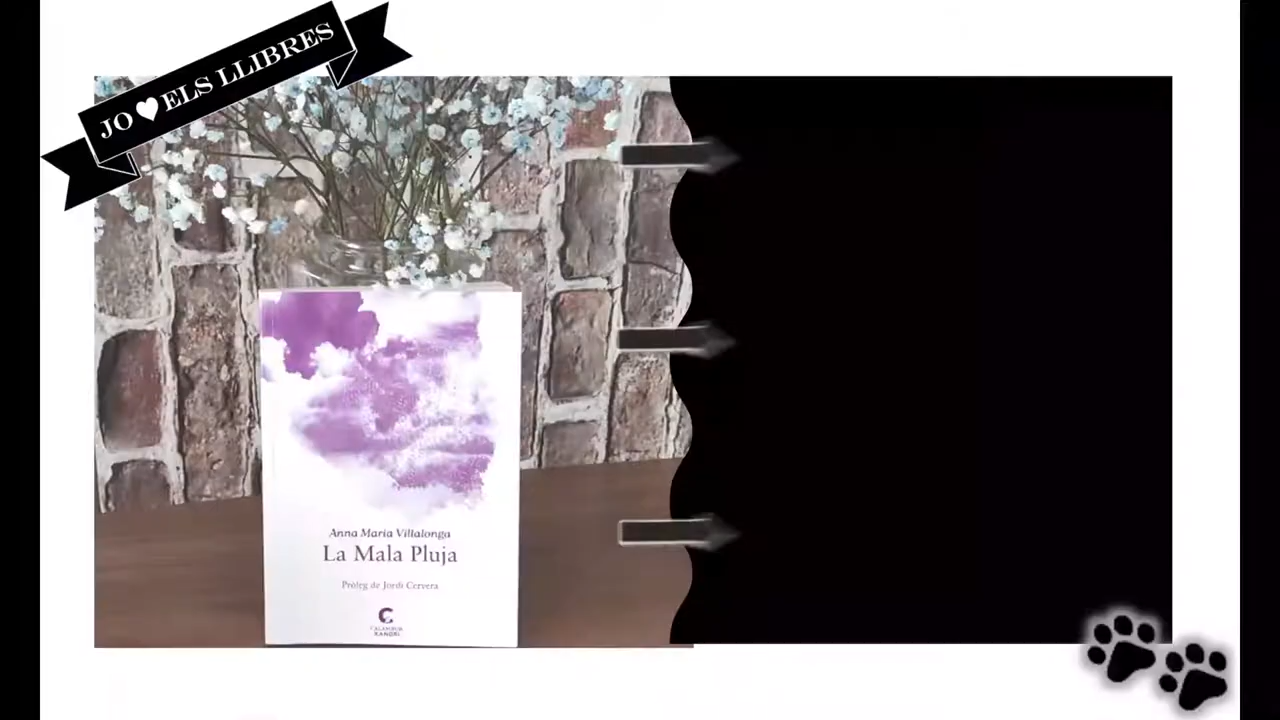 JO ELS LLIBRES
Anna Maria Villalonga
La Mala Pluja
Pròleg de Jordi Cervera